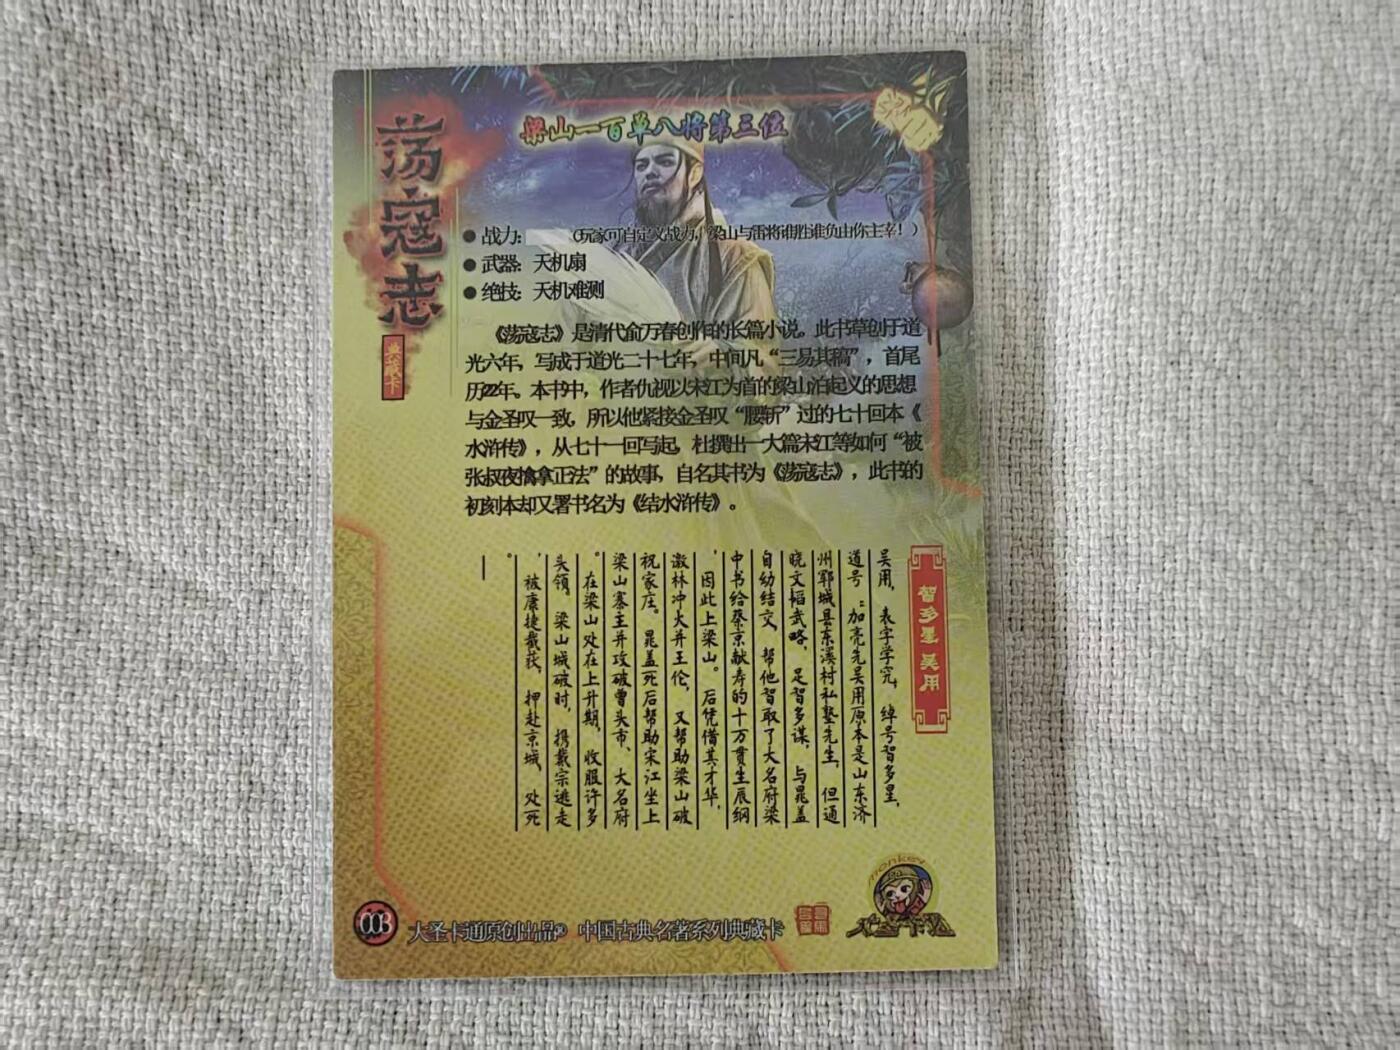 荡寇志
典藏卡
梁山一百单八将第三位
● 战力： （玩家可自定义战力，梁山与雷将谁胜谁负由你主宰！）
● 武器：天机扇
● 绝技：天机难测
《荡寇志》是清代俞万春创作的长篇小说。此书草创于道
光六年，写成于道光二十七年，中间凡“三易其稿”，首尾
历22年。本书中，作者仇视以宋江为首的梁山泊起义的思想
与金圣叹一致，所以他紧接金圣叹“腰斩”过的七十回本《
水浒传》，从七十一回写起，杜撰出一大篇宋江等如何“被
张叔夜擒拿正法”的故事，自名其书为《荡寇志》，此书的
初刻本却又署书名为《结水浒传》。
智多星 吴用
吴用，表字学究，绰号智多星，
道号：加亮先吴用原本是山东济
州郓城县东溪村私塾先生，但通
晓文韬武略，足智多谋，与晁盖
自幼结交，帮他智取了大名府梁
中书给蔡京献寿的十万贯生辰纲
，因此上梁山。后凭借其才华，
激林冲火并王伦，又帮助梁山破
祝家庄。晁盖死后帮助宋江坐上
梁山寨主并攻破曾头市、大名府
。在梁山处在上升期，收服许多
头领。梁山城破时，携戴宗逃走
，被康捷截获，押赴京城，处死
。
003
大圣卡通原创出品® 中国古典名著系列典藏卡
monkey
大圣卡通